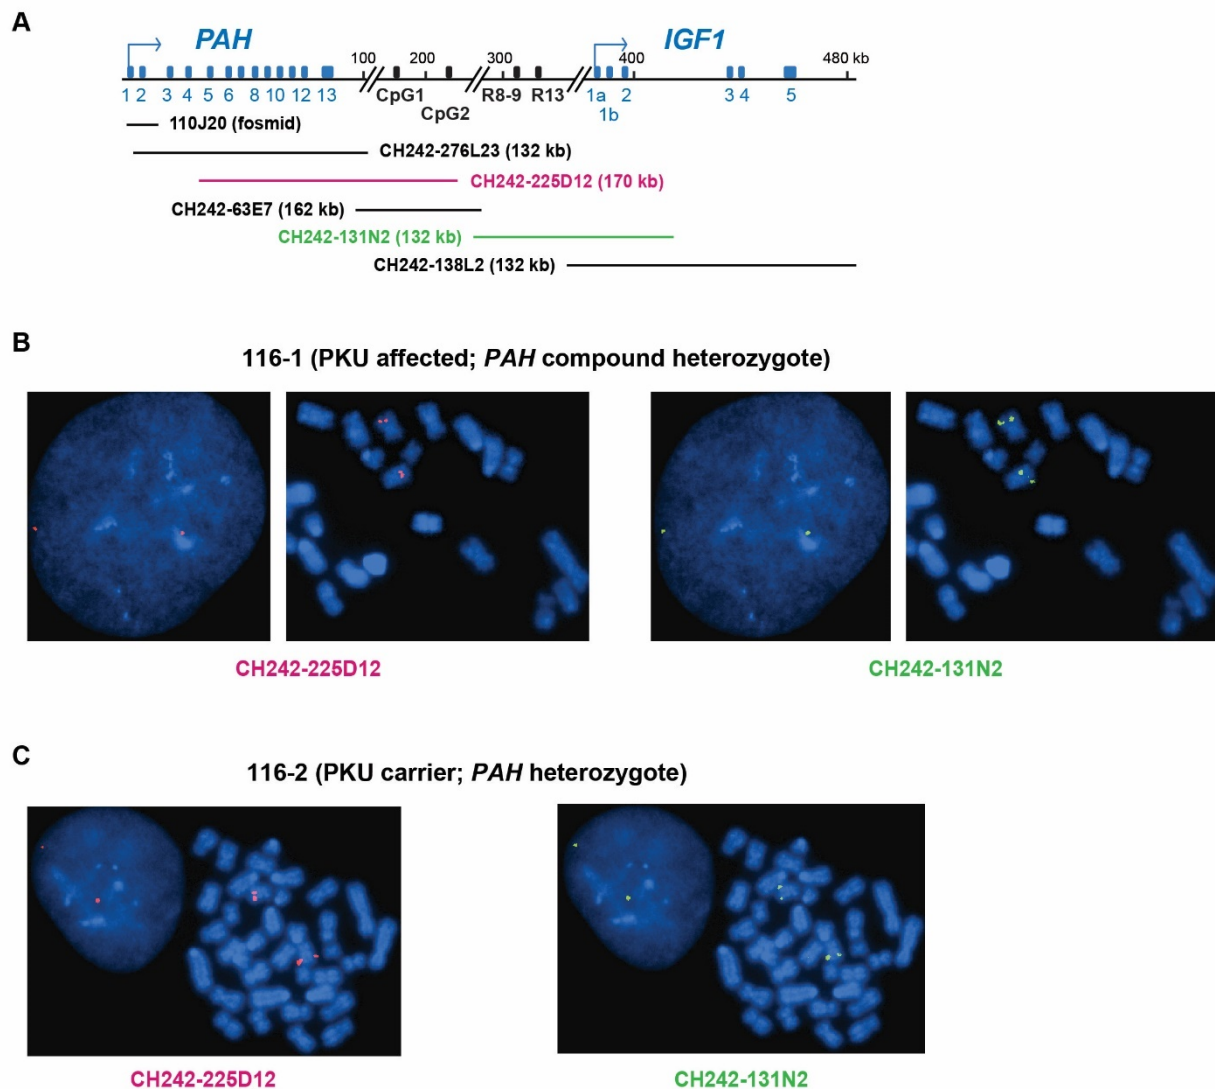 A
PAH IGF1
100 200 300 400 480 kb
1 2 3 4 5 6 8 10 12 13 CpG1 CpG2 R8-9 R13 1a 1b 2 3 4 5
110J20 (fosmid)
CH242-276L23 (132 kb)
CH242-225D12 (170 kb)
CH242-63E7 (162 kb)
CH242-131N2 (132 kb)
CH242-138L2 (132 kb)
B
116-1 (PKU affected; PAH compound heterozygote)
CH242-225D12 CH242-131N2
C
116-2 (PKU carrier; PAH heterozygote)
CH242-225D12 CH242-131N2